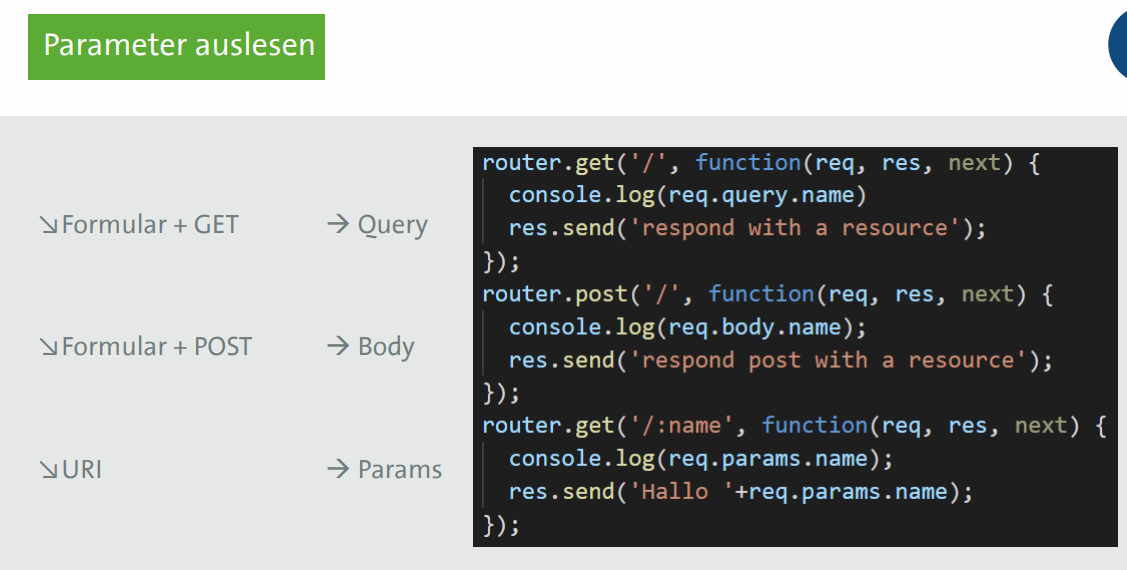 Parameter auslesen
↘Formular + GET → Query
↘Formular + POST → Body
↘URI → Params
router.get('/', function(req, res, next) {
  console.log(req.query.name)
  res.send('respond with a resource');
});
router.post('/', function(req, res, next) {
  console.log(req.body.name);
  res.send('respond post with a resource');
});
router.get('/:name', function(req, res, next) {
  console.log(req.params.name);
  res.send('Hallo '+req.params.name);
});